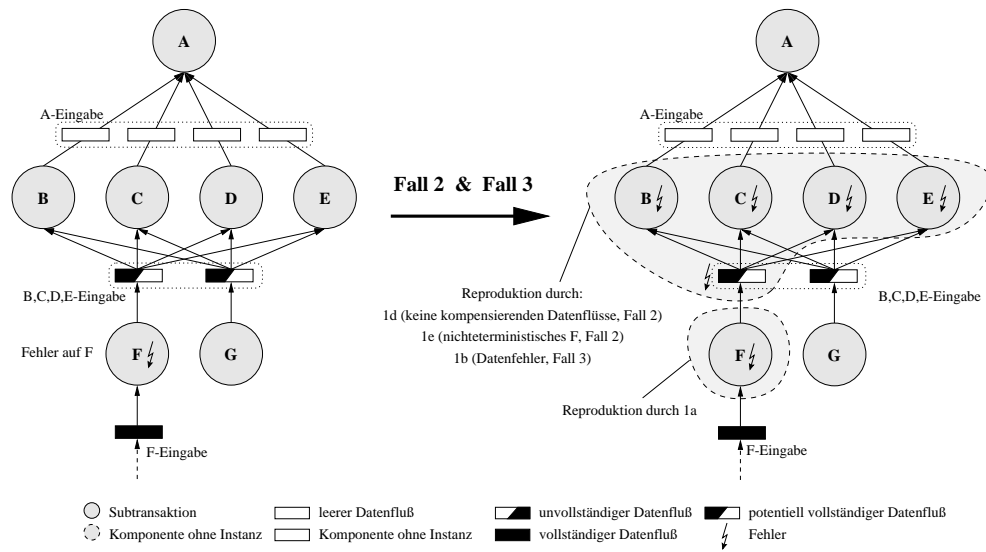 A
A-Eingabe
B
C
D
E
B,C,D,E-Eingabe
Fehler auf F
F
G
F-Eingabe
Fall 2 & Fall 3
A
A-Eingabe
B
C
D
E
Reproduktion durch:
1d (keine kompensierenden Datenflüsse, Fall 2)
1e (nichteterministisches F, Fall 2)
1b (Datenfehler, Fall 3)
B,C,D,E-Eingabe
F
G
Reproduktion durch 1a
F-Eingabe
Subtransaktion
leerer Datenfluß
unvollständiger Datenfluß
potentiell vollständiger Datenfluß
Komponente ohne Instanz
Komponente ohne Instanz
vollständiger Datenfluß
Fehler